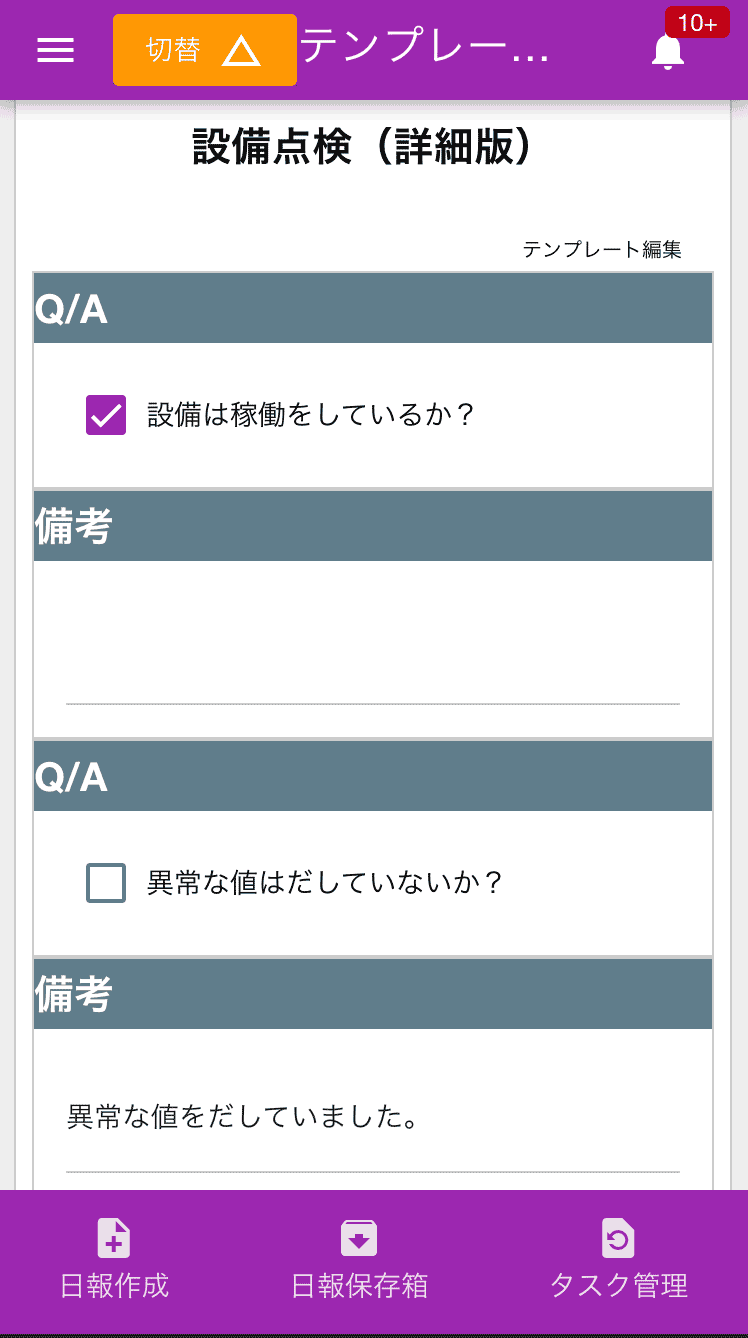 切替
テンプレー...
10+
設備点検（詳細版）
テンプレート編集
Q/A
設備は稼働をしているか？
備考
Q/A
異常な値はだしていないか？
備考
異常な値をだしていました。
日報作成
日報保存箱
タスク管理